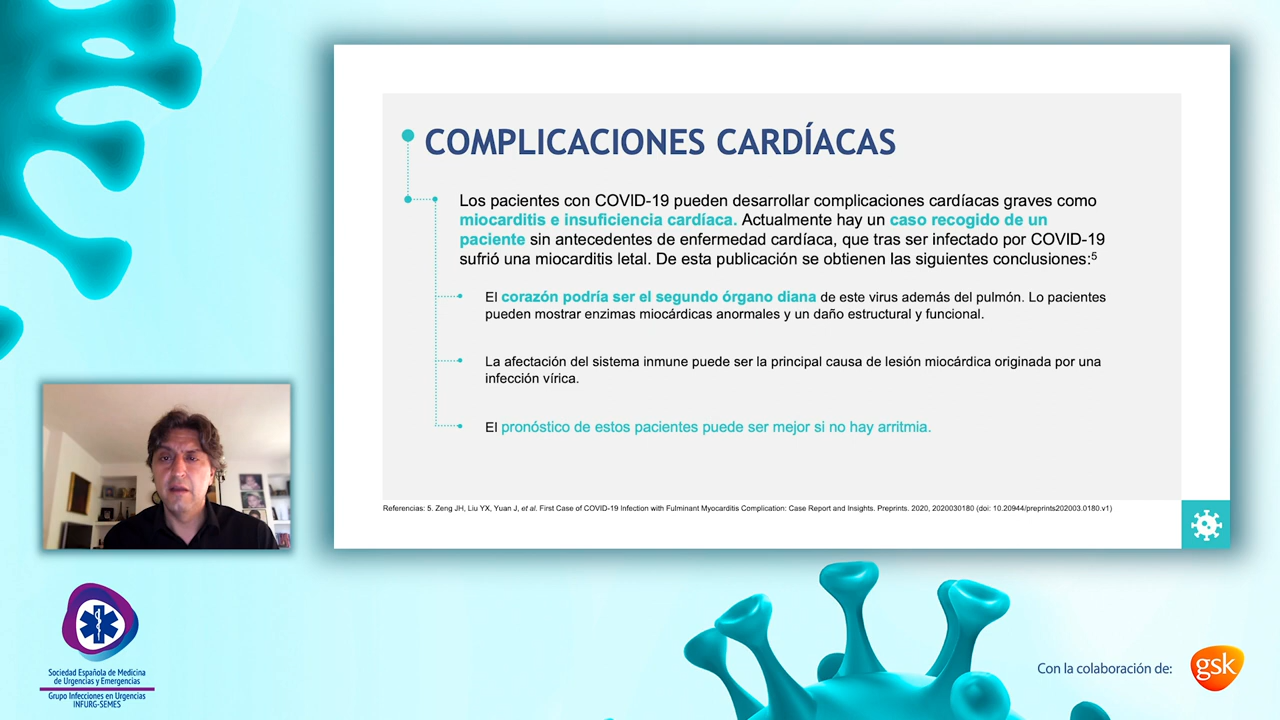 COMPLICACIONES CARDÍACAS
Los pacientes con COVID-19 pueden desarrollar complicaciones cardíacas graves como
miocarditis e insuficiencia cardíaca. Actualmente hay un caso recogido de un
paciente sin antecedentes de enfermedad cardíaca, que tras ser infectado por COVID-19
sufrió una miocarditis letal. De esta publicación se obtienen las siguientes conclusiones:5
El corazón podría ser el segundo órgano diana de este virus además del pulmón. Lo pacientes
pueden mostrar enzimas miocárdicas anormales y un daño estructural y funcional.
La afectación del sistema inmune puede ser la principal causa de lesión miocárdica originada por una
infección vírica.
El pronóstico de estos pacientes puede ser mejor si no hay arritmia.
Referencias: 5. Zeng JH, Liu YX, Yuan J, et al. First Case of COVID-19 Infection with Fulminant Myocarditis Complication: Case Report and Insights. Preprints. 2020, 2020030180 (doi: 10.20944/preprints202003.0180.v1)
Sociedad Española de Medicina
de Urgencias y Emergencias
Grupo Infecciones en Urgencias
INFURG-SEMES
Con la colaboración de:
gsk